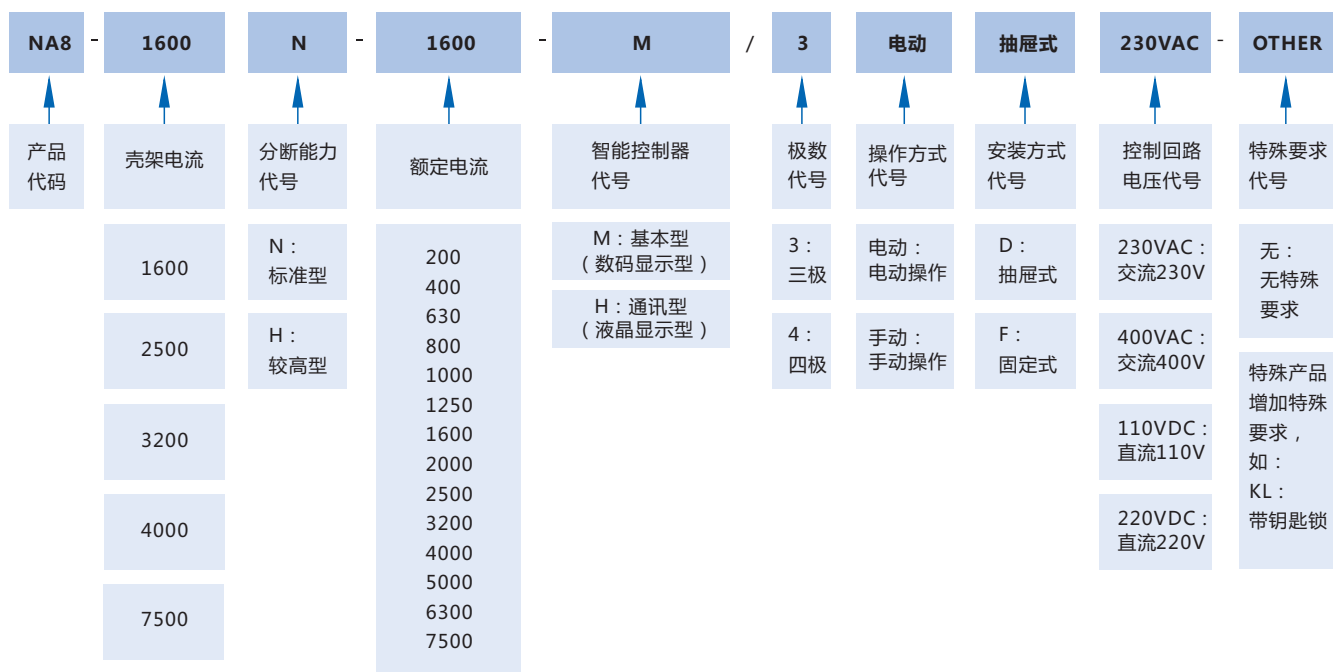 NA8 - 1600 N - 1600 - M / 3 电动 抽屉式 230VAC - OTHER
产品
代码
壳架电流
分断能力
代号
额定电流
智能控制器
代号
极数
代号
操作方式
代号
安装方式
代号
控制回路
电压代号
特殊要求
代号
1600
2500
3200
4000
7500
N：
标准型
H：
较高型
200
400
630
800
1000
1250
1600
2000
2500
3200
4000
5000
6300
7500
M：基本型
（数码显示型）
H：通讯型
（液晶显示型）
3：
三极
4：
四极
电动：
电动操作
手动：
手动操作
D：
抽屉式
F：
固定式
230VAC：
交流230V
400VAC：
交流400V
110VDC：
直流110V
220VDC：
直流220V
无：
无特殊
要求
特殊产品
增加特殊
要求，
如：
KL：
带钥匙锁